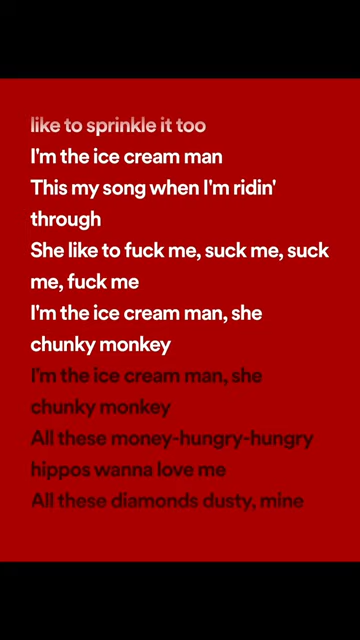 like to sprinkle it too
I'm the ice cream man
This my song when I'm ridin'
through
She like to fuck me, suck me, suck
me, fuck me
I'm the ice cream man, she
chunky monkey
I'm the ice cream man, she
chunky monkey
All these money-hungry-hungry
hippos wanna love me
All these diamonds dusty, mine